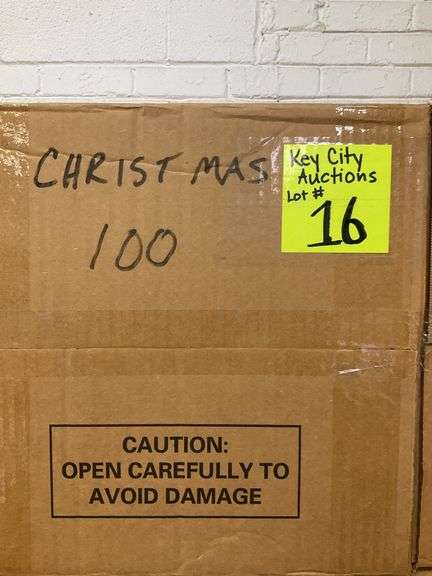 CHRISTMAS
100
Key City
Auctions
Lot #
16
CAUTION:
OPEN CAREFULLY TO
AVOID DAMAGE